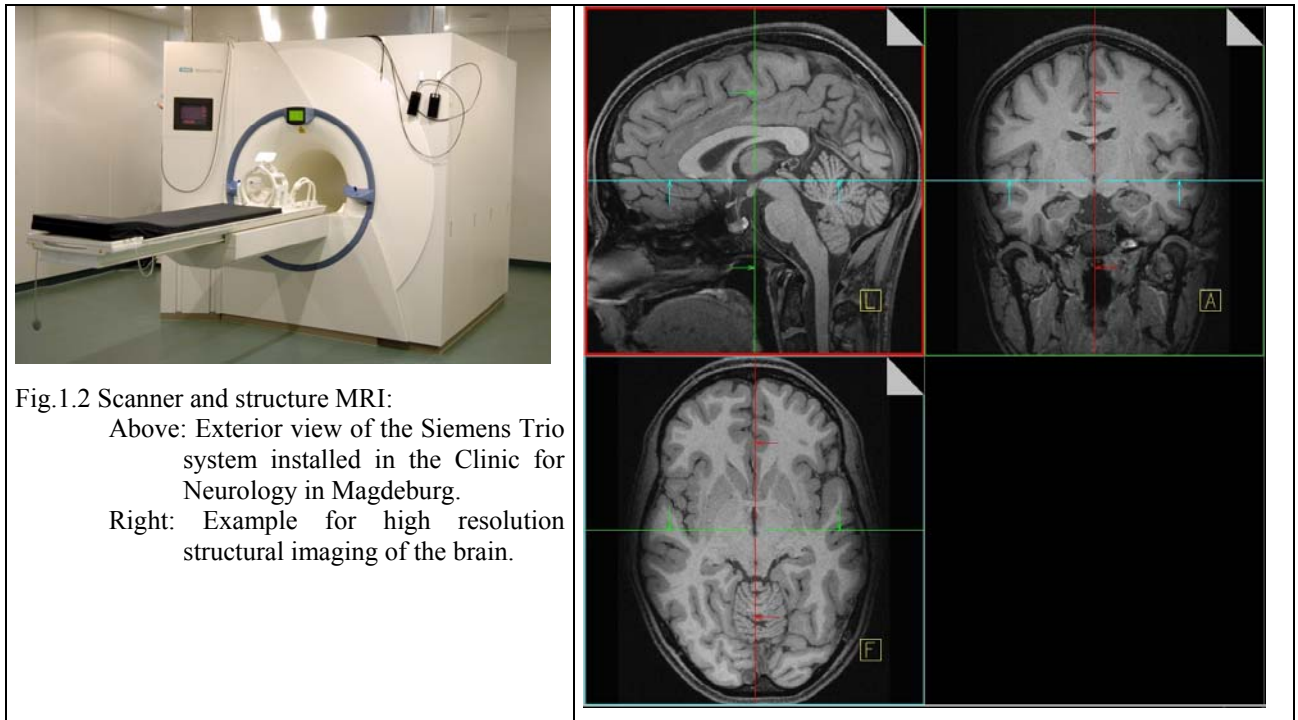 Fig.1.2 Scanner and structure MRI:
Above: Exterior view of the Siemens Trio
system installed in the Clinic for
Neurology in Magdeburg.
Right: Example for high resolution
structural imaging of the brain.
L
A
F